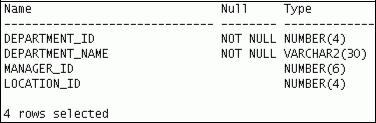 Name Null Type
------------------------------ -------- ------------
DEPARTMENT_ID NOT NULL NUMBER(4)
DEPARTMENT_NAME NOT NULL VARCHAR2(30)
MANAGER_ID NUMBER(6)
LOCATION_ID NUMBER(4)
4 rows selected